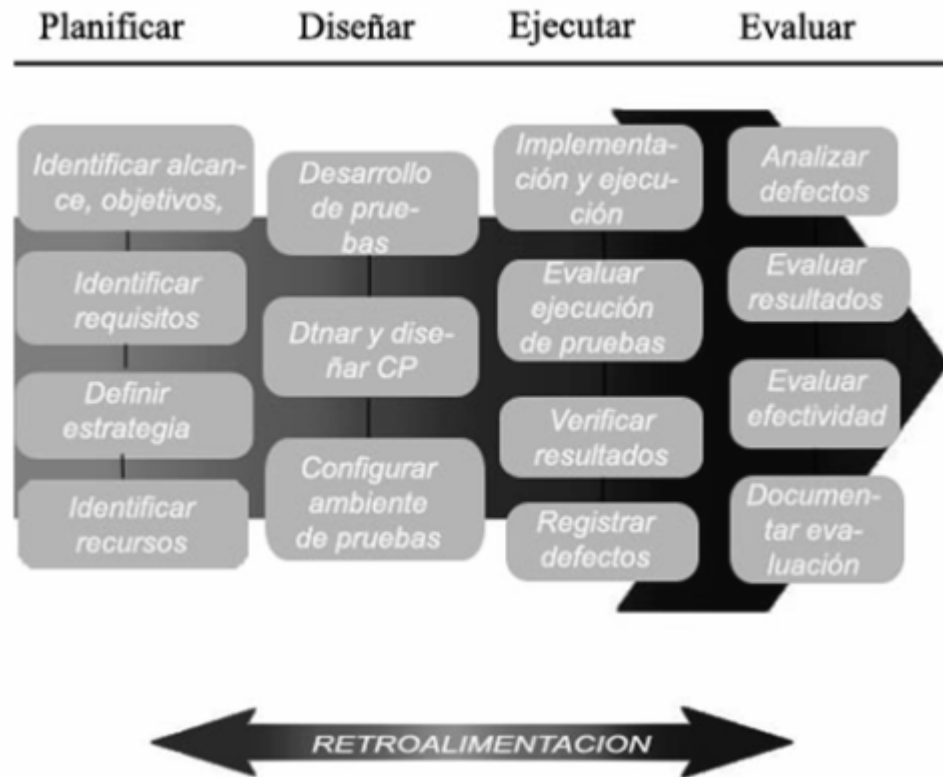 Planificar
Diseñar
Ejecutar
Evaluar
Identificar alcan-
ce, objetivos,
Identificar
requisitos
Definir
estrategia
Identificar
recursos
Desarrollo
de prue-
bas
Dtnar y dise-
ñar CP
Configurar
ambiente
de pruebas
Implementa-
ción y ejecu-
ción
Evaluar
ejecución
de pruebas
Verificar
resultados
Registrar
defectos
Analizar
defectos
Evaluar
resultados
Evaluar
efectividad
Documen-
tar eva-
luación
RETROALIMENTACION